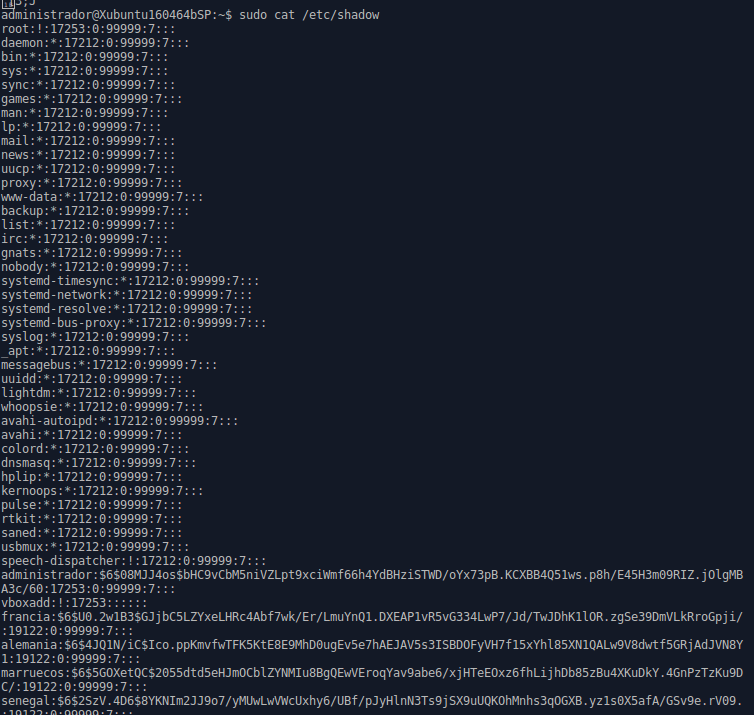 administrador@Xubuntu160464bSP:~$ sudo cat /etc/shadow
root:!:17253:0:99999:7:::
daemon:*:17212:0:99999:7:::
bin:*:17212:0:99999:7:::
sys:*:17212:0:99999:7:::
sync:*:17212:0:99999:7:::
games:*:17212:0:99999:7:::
man:*:17212:0:99999:7:::
lp:*:17212:0:99999:7:::
mail:*:17212:0:99999:7:::
news:*:17212:0:99999:7:::
uucp:*:17212:0:99999:7:::
proxy:*:17212:0:99999:7:::
www-data:*:17212:0:99999:7:::
backup:*:17212:0:99999:7:::
list:*:17212:0:99999:7:::
irc:*:17212:0:99999:7:::
gnats:*:17212:0:99999:7:::
nobody:*:17212:0:99999:7:::
systemd-timesync:*:17212:0:99999:7:::
systemd-network:*:17212:0:99999:7:::
systemd-resolve:*:17212:0:99999:7:::
systemd-bus-proxy:*:17212:0:99999:7:::
syslog:*:17212:0:99999:7:::
_apt:*:17212:0:99999:7:::
messagebus:*:17212:0:99999:7:::
uuidd:*:17212:0:99999:7:::
lightdm:*:17212:0:99999:7:::
whoopsie:*:17212:0:99999:7:::
avahi-autoipd:*:17212:0:99999:7:::
avahi:*:17212:0:99999:7:::
colord:*:17212:0:99999:7:::
dnsmasq:*:17212:0:99999:7:::
hplip:*:17212:0:99999:7:::
kernoops:*:17212:0:99999:7:::
pulse:*:17212:0:99999:7:::
rtkit:*:17212:0:99999:7:::
saned:*:17212:0:99999:7:::
usbmux:*:17212:0:99999:7:::
speech-dispatcher:!:17212:0:99999:7:::
administrador:$6$08MJJ4os$bHC9vCbM5niVZLpt9xciWmf66h4YdBHziSTWD/oYx73pB.KCXBB4Q51ws.p8h/E45H3m09RIZ.jOlgMB
A3c/60:17253:0:99999:7:::
vboxadd:!:17253::::::
francia:$6$U0.2w1B3$GJjbC5LZYxeLHRc4Abf7wk/Er/LmuYnQ1.DXEAP1vR5vG334LwP7/Jd/TwJDhK1lOR.zgSe39DmVLkRroGpji/
:19122:0:99999:7:::
alemania:$6$4JQ1N/iC$Ico.ppKmvfwTFK5KtE8E9MhD0ugEv5e7hAEJAV5s3ISBDOFyVH7f15xYhl85XN1QALw9V8dwtf5GRjAdJVN8Y
1:19122:0:99999:7:::
marruecos:$6$5GOXetQC$2055dtd5eHJmOCblZYNMIu8BgQEwVEroqYav9abe6/xjHTeEOxz6fhLijhDb85zBu4XKuDkY.4GnPzTzKu9D
C/:19122:0:99999:7:::
senegal:$6$2SzV.4D6$8YKNIm2JJ9o7/yMUwLwVWcUxhy6/UBf/pJyHlnN3Ts9jSX9uUQKOhMnhs3qOGXB.yz1s0X5afA/GSv9e.rV09.
:19122:0:99999:7:::